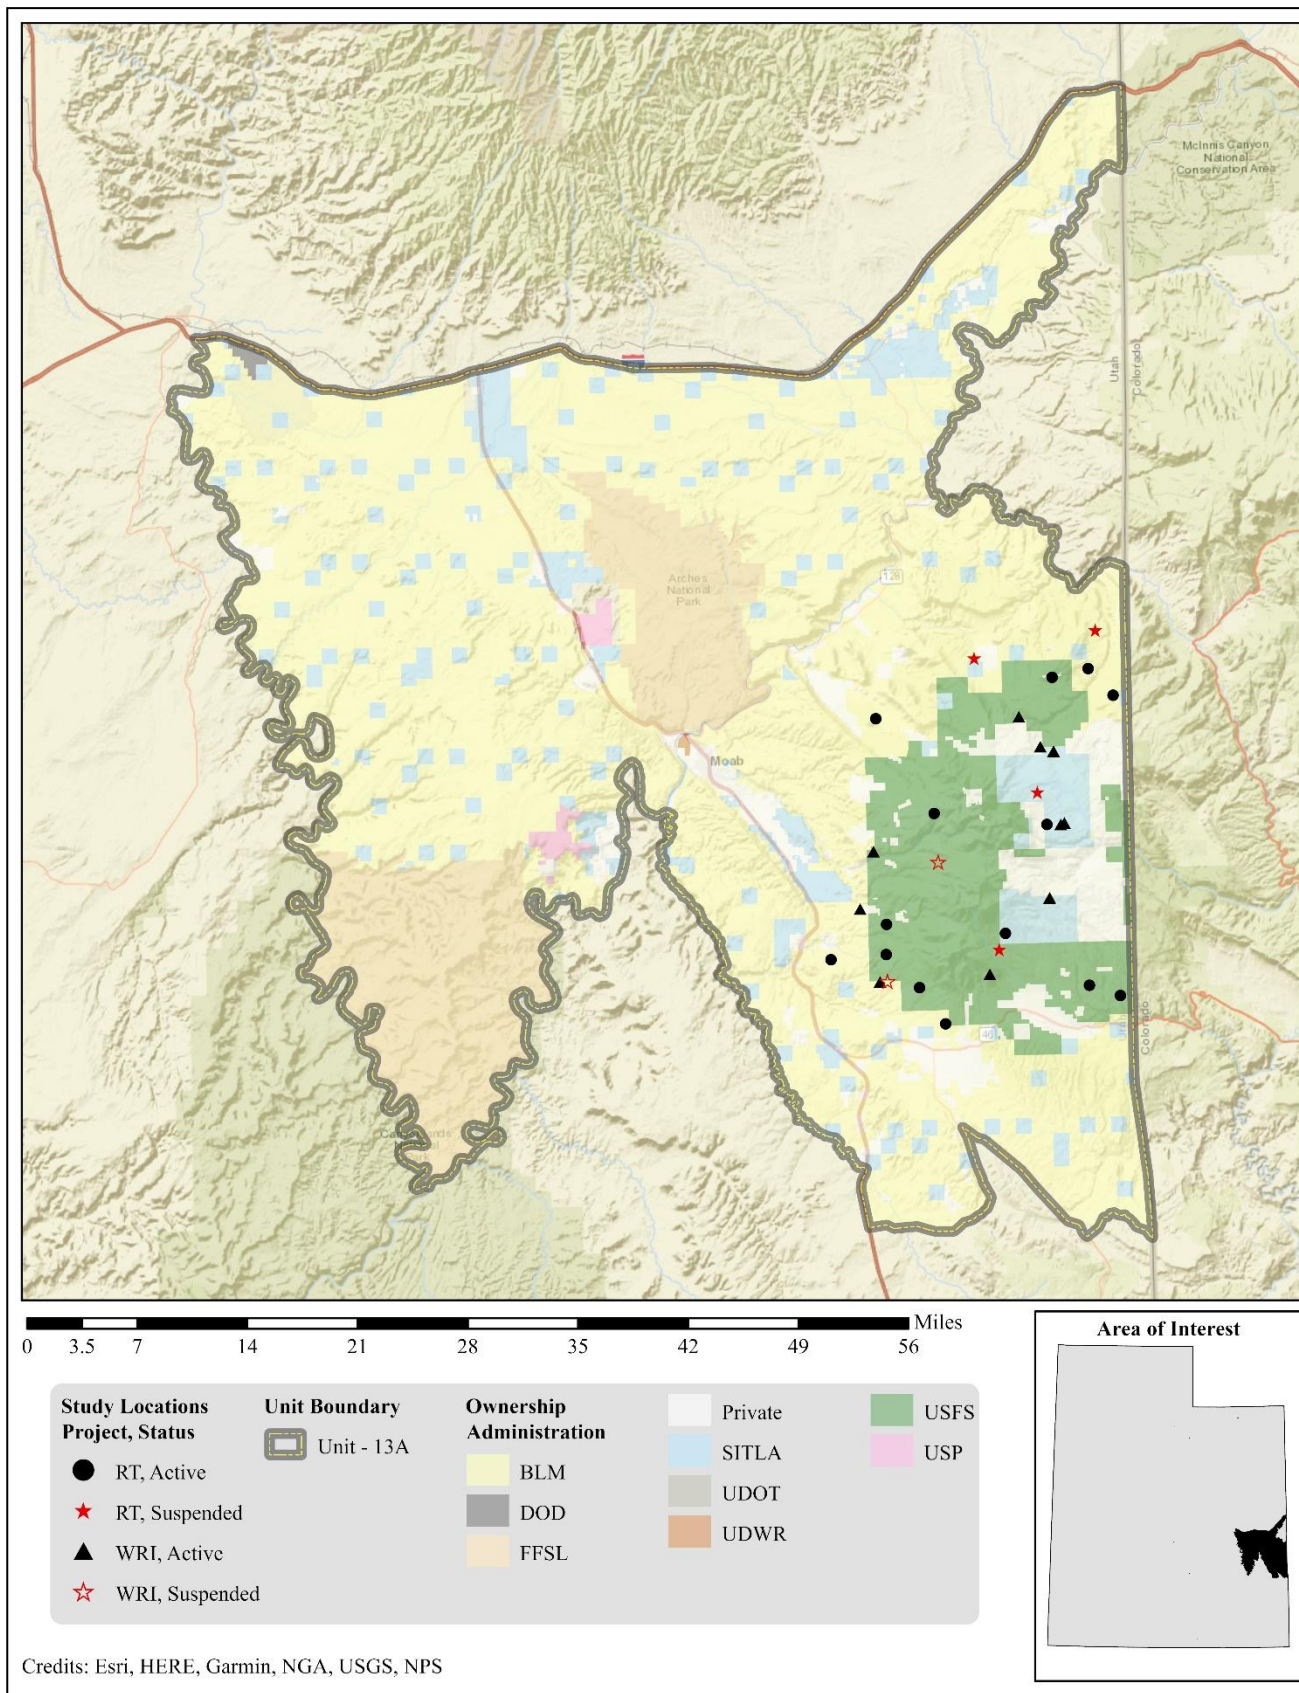 McInnis Canyon
National
Conservation Area
Utah
Colorado
128
Arches
National
Park
Moab
46
Colorado
Miles
0 3.5 7 14 21 28 35 42 49 56
Area of Interest
Study Locations
Project, Status
RT, Active
RT, Suspended
WRI, Active
WRI, Suspended
Unit Boundary
Unit - 13A
Ownership
Administration
BLM
DOD
FFSL
Private
SITLA
UDOT
UDWR
USFS
USP
Credits: Esri, HERE, Garmin, NGA, USGS, NPS